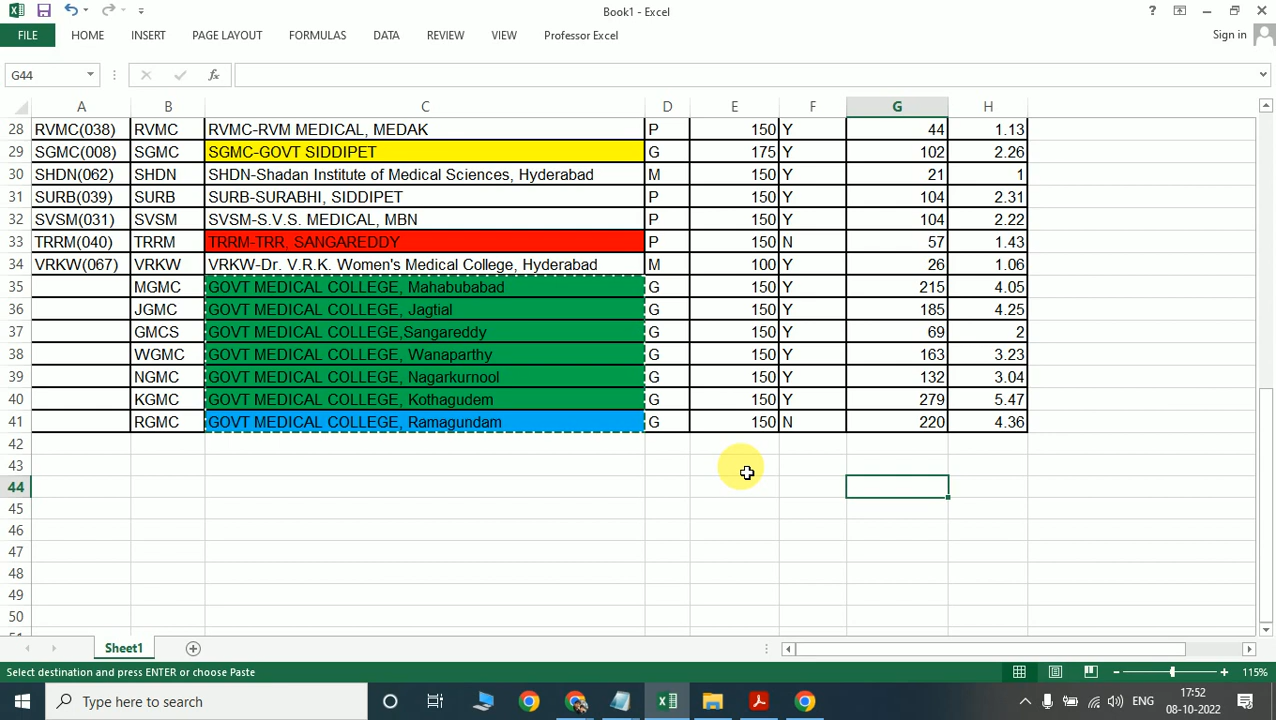 Book1 - Excel
?
FILE HOME INSERT PAGE LAYOUT FORMULAS DATA REVIEW VIEW Professor Excel Sign in
G44 fx
A B C D E F G H
28 RVMC(038) RVMC RVMC-RVM MEDICAL, MEDAK P 150 Y 44 1.13
29 SGMC(008) SGMC SGMC-GOVT SIDDIPET G 175 Y 102 2.26
30 SHDN(062) SHDN SHDN-Shadan Institute of Medical Sciences, Hyderabad M 150 Y 21 1
31 SURB(039) SURB SURB-SURABHI, SIDDIPET P 150 Y 104 2.31
32 SVSM(031) SVSM SVSM-S.V.S. MEDICAL, MBN P 150 Y 104 2.22
33 TRRM(040) TRRM TRRM-TRR, SANGAREDDY P 150 N 57 1.43
34 VRKW(067) VRKW VRKW-Dr. V.R.K. Women's Medical College, Hyderabad M 100 Y 26 1.06
35 MGMC GOVT MEDICAL COLLEGE, Mahabubabad G 150 Y 215 4.05
36 JGMC GOVT MEDICAL COLLEGE, Jagtial G 150 Y 185 4.25
37 GMCS GOVT MEDICAL COLLEGE,Sangareddy G 150 Y 69 2
38 WGMC GOVT MEDICAL COLLEGE, Wanaparthy G 150 Y 163 3.23
39 NGMC GOVT MEDICAL COLLEGE, Nagarkurnool G 150 Y 132 3.04
40 KGMC GOVT MEDICAL COLLEGE, Kothagudem G 150 Y 279 5.47
41 RGMC GOVT MEDICAL COLLEGE, Ramagundam G 150 N 220 4.36
42
43
44
45
46
47
48
49
50
Sheet1
Select destination and press ENTER or choose Paste 115%
Type here to search ENG 17:52
08-10-2022